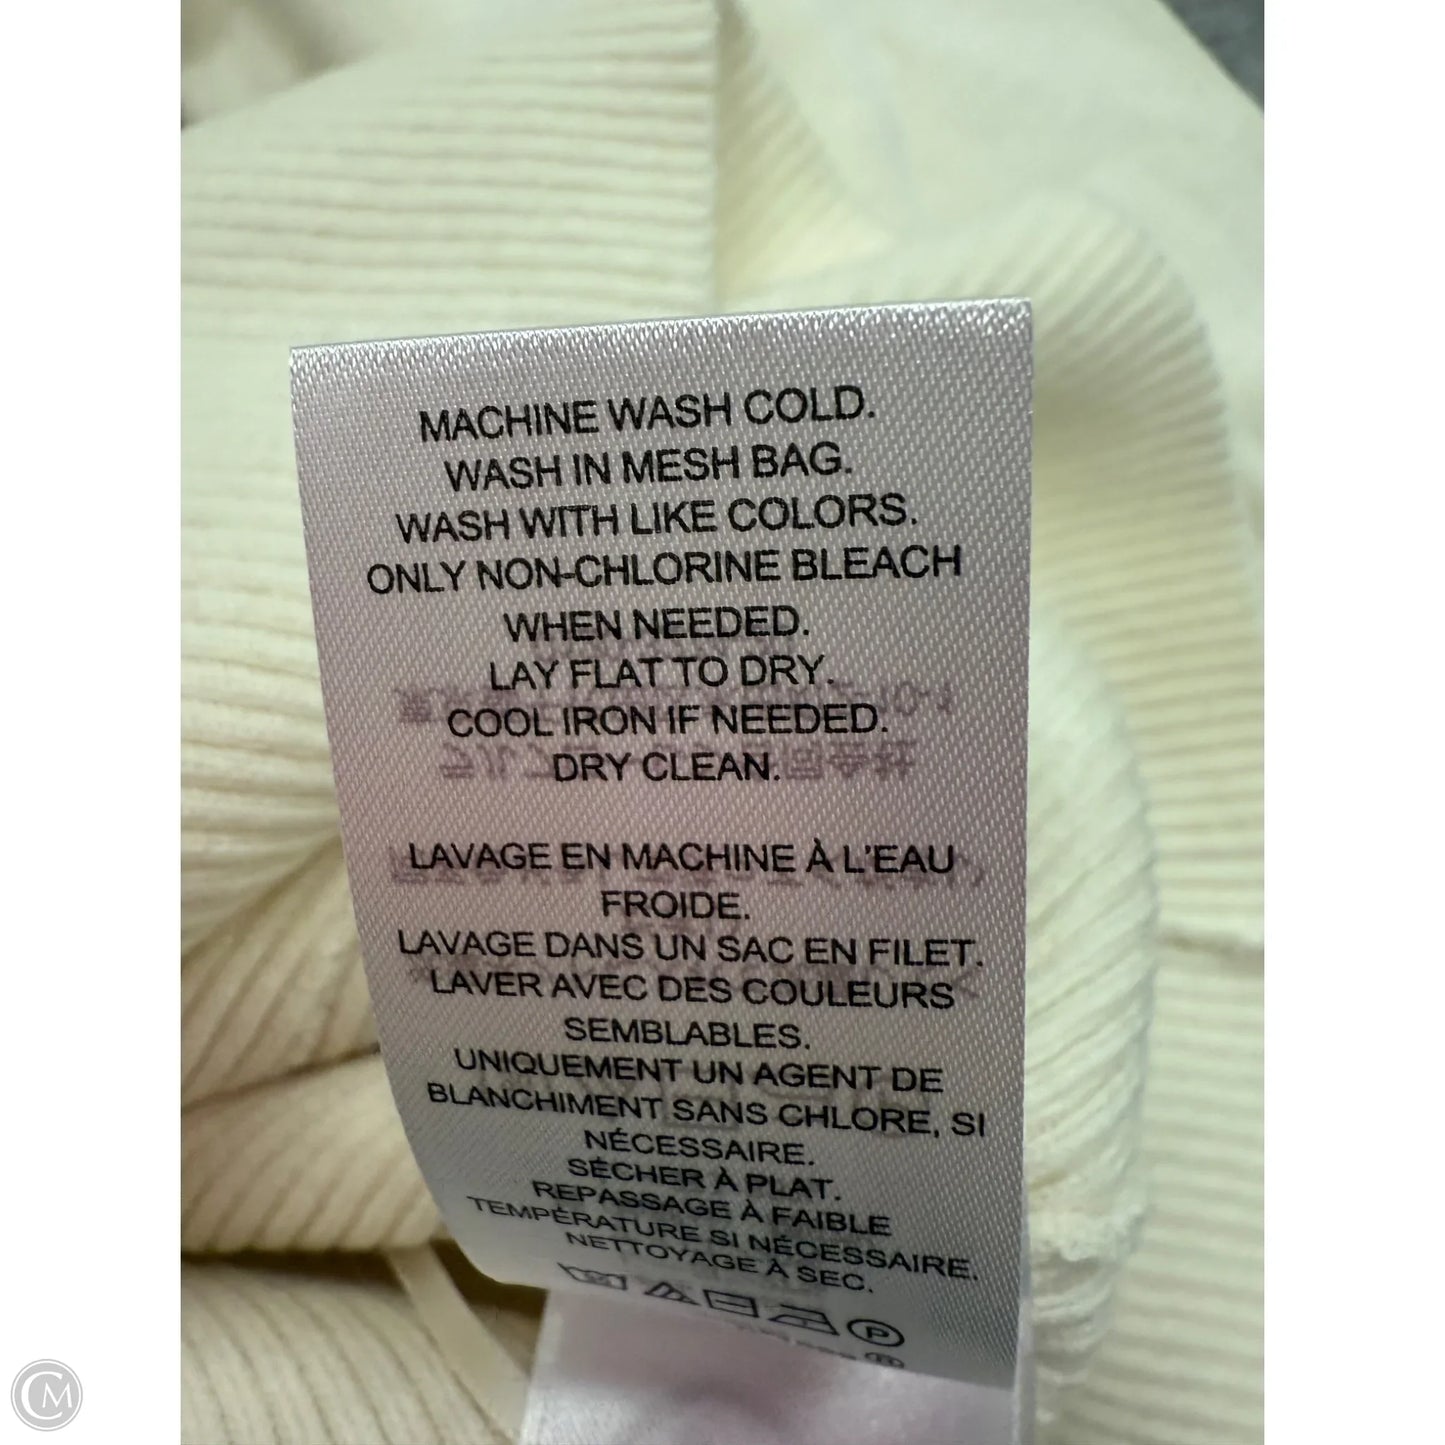 MACHINE WASH COLD.
WASH IN MESH BAG.
WASH WITH LIKE COLORS.
ONLY NON-CHLORINE BLEACH
WHEN NEEDED.
LAY FLAT TO DRY.
COOL IRON IF NEEDED.
DRY CLEAN.
LAVAGE EN MACHINE À L'EAU
FROIDE.
LAVAGE DANS UN SAC EN FILET.
LAVER AVEC DES COULEURS
SEMBLABLES.
UNIQUEMENT UN AGENT DE
BLANCHIMENT SANS CHLORE, SI
NÉCESSAIRE.
SÉCHER À PLAT.
REPASSAGE À FAIBLE
TEMPÉRATURE SI NÉCESSAIRE.
NETTOYAGE À SEC.
P
CM